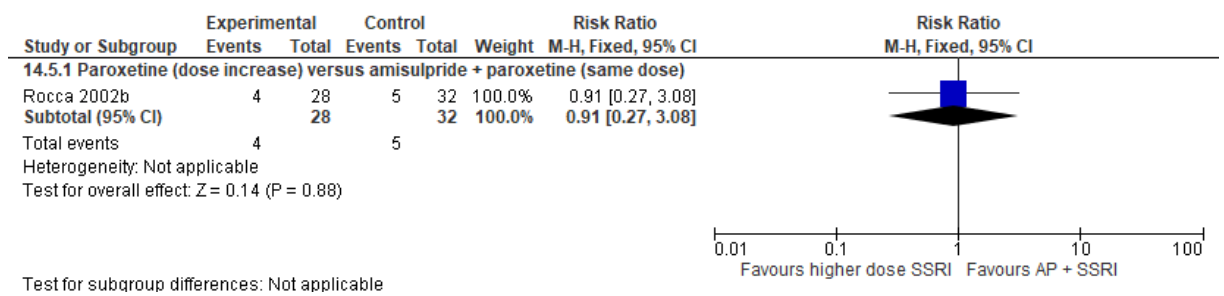 Experimental Control Risk Ratio Risk Ratio
Study or Subgroup Events Total Events Total Weight M-H, Fixed, 95% CI M-H, Fixed, 95% CI
14.5.1 Paroxetine (dose increase) versus amisulpride + paroxetine (same dose)
Rocca 2002b 4 28 5 32 100.0% 0.91 [0.27, 3.08]
Subtotal (95% CI) 28 32 100.0% 0.91 [0.27, 3.08]
Total events 4 5
Heterogeneity: Not applicable
Test for overall effect: Z = 0.14 (P = 0.88)
0.01 0.1 1 10 100
Favours higher dose SSRI Favours AP + SSRI
Test for subgroup differences: Not applicable